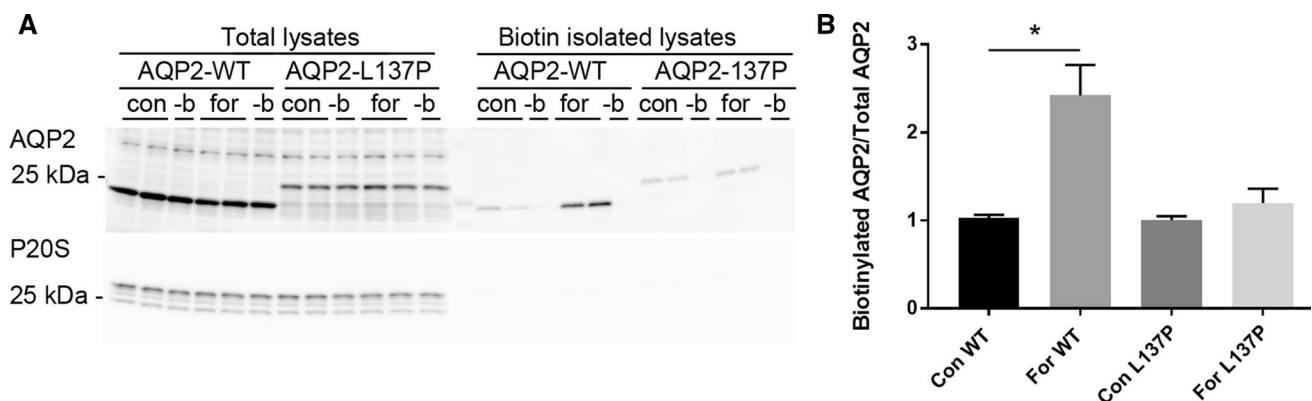 A
Total lysates Biotin isolated lysates
AQP2-WT AQP2-L137P AQP2-WT AQP2-137P
con -b for -b con -b for -b con -b for -b con -b for -b
AQP2
25 kDa -
P20S
25 kDa -
B
Biotinylated AQP2/Total AQP2
3
2
1
0
*
Con WT
For WT
Con L137P
For L137P